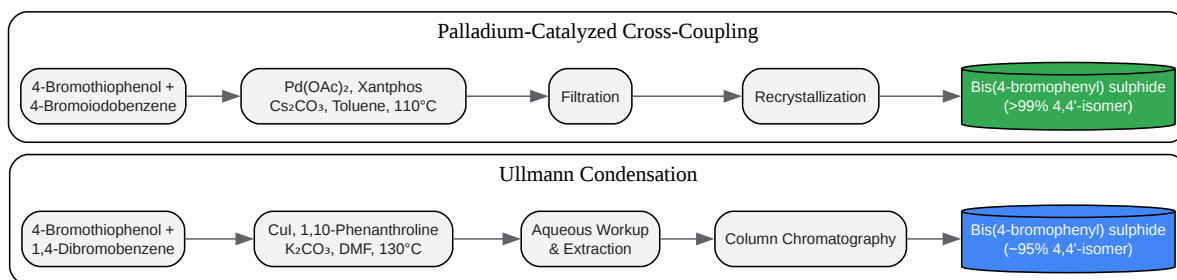 Palladium-Catalyzed Cross-Coupling
4-Bromothiophenol +
4-Bromoiodobenzene
Pd(OAc)₂, Xantphos
Cs₂CO₃, Toluene, 110°C
Filtration
Recrystallization
Bis(4-bromophenyl) sulphide
(>99% 4,4'-isomer)
Ullmann Condensation
4-Bromothiophenol +
1,4-Dibromobenzene
CuI, 1,10-Phenanthroline
K₂CO₃, DMF, 130°C
Aqueous Workup
& Extraction
Column Chromatography
Bis(4-bromophenyl) sulphide
(~95% 4,4'-isomer)